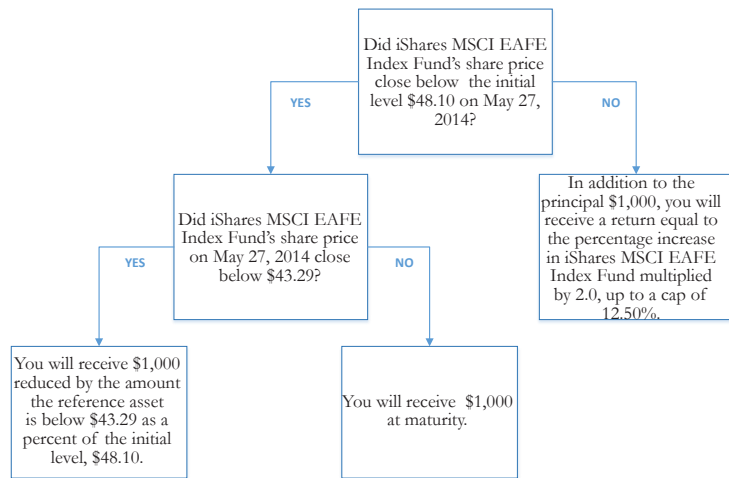 Did iShares MSCI EAFE
Index Fund's share price
close below the initial
level $48.10 on May 27,
2014?
YES
NO
Did iShares MSCI EAFE
Index Fund's share price
on May 27, 2014 close
below $43.29?
In addition to the
principal $1,000, you will
receive a return equal to
the percentage increase
in iShares MSCI EAFE
Index Fund multiplied
by 2.0, up to a cap of
12.50%.
YES
NO
You will receive $1,000
reduced by the amount
the reference asset
is below $43.29 as a
percent of the initial
level, $48.10.
You will receive $1,000
at maturity.